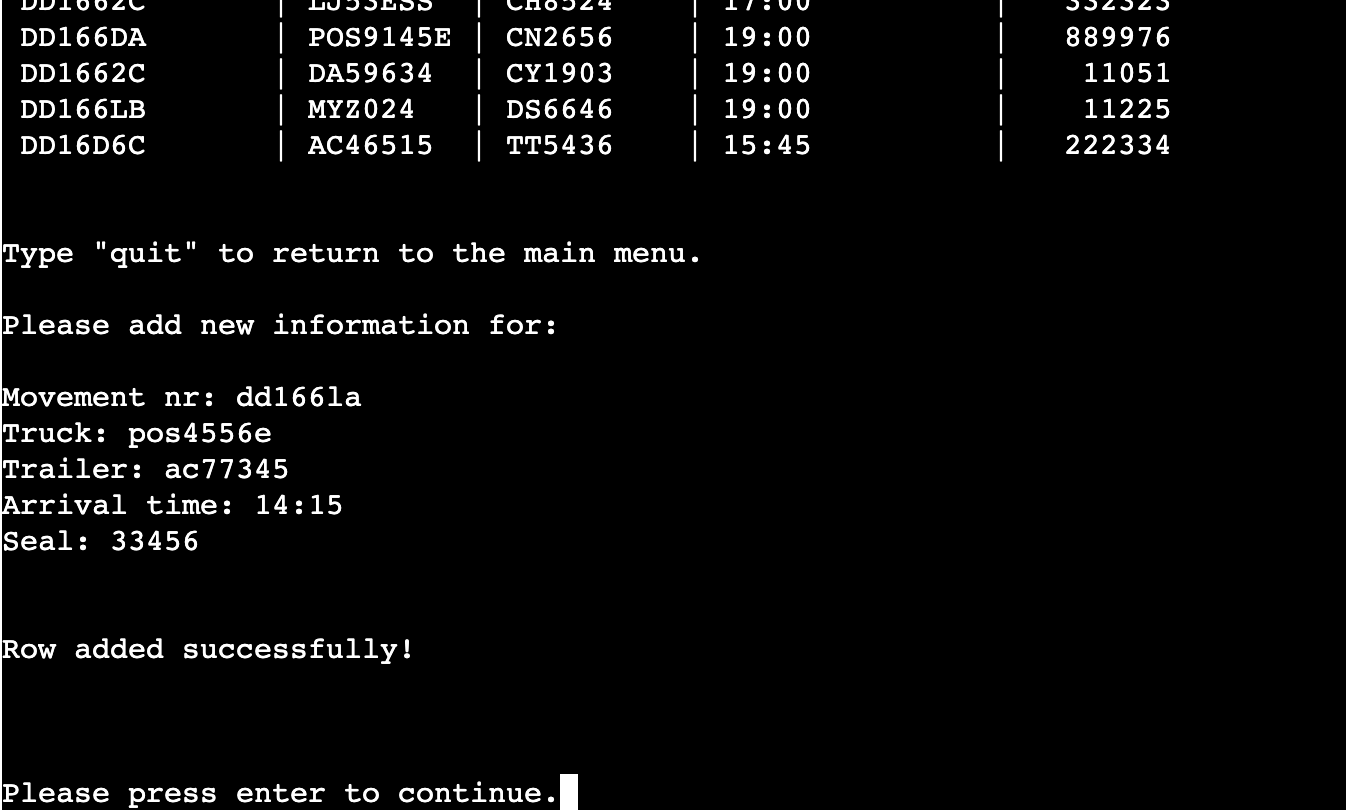 DD1662C | LJ53ESS | CH8524 | 17:00 | 332323
DD166DA | POS9145E | CN2656 | 19:00 | 889976
DD1662C | DA59634 | CY1903 | 19:00 | 11051
DD166LB | MYZ024 | DS6646 | 19:00 | 11225
DD16D6C | AC46515 | TT5436 | 15:45 | 222334
Type "quit" to return to the main menu.
Please add new information for:
Movement nr: dd166la
Truck: pos4556e
Trailer: ac77345
Arrival time: 14:15
Seal: 33456
Row added successfully!
Please press enter to continue.